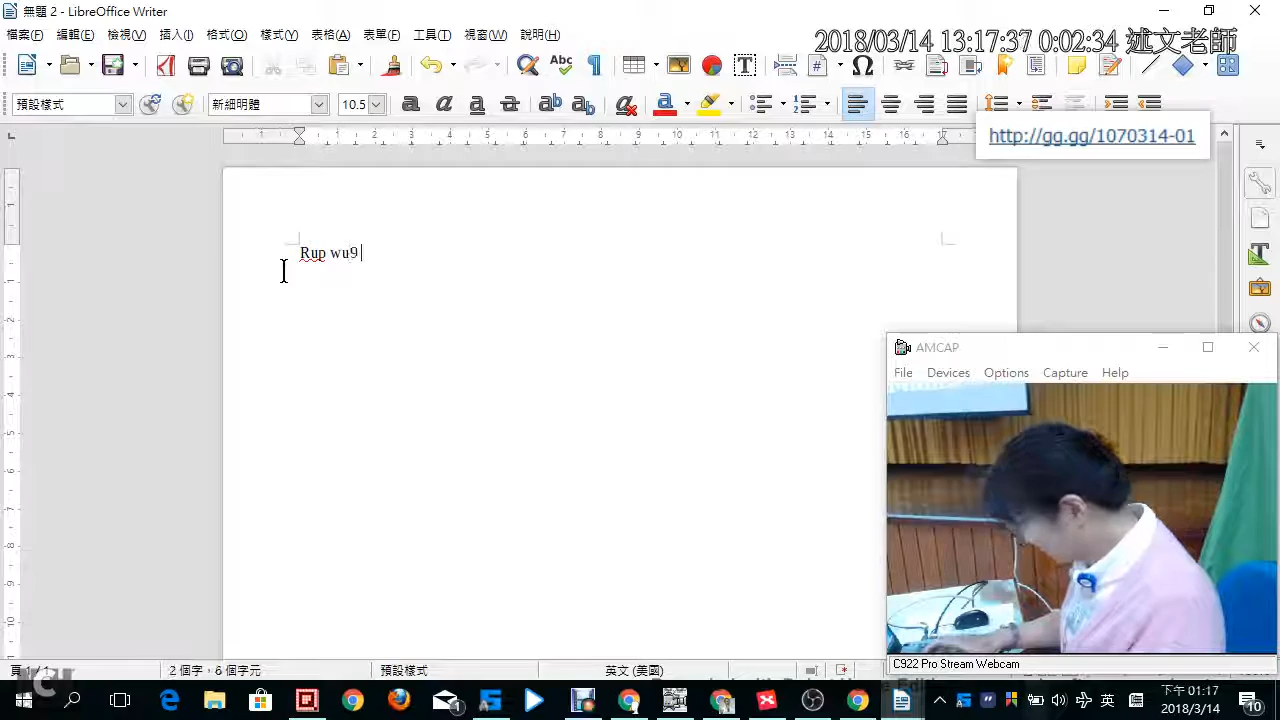 無題 2 - LibreOffice Writer
檔案(F) 編輯(E) 檢視(V) 插入(I) 格式(O) 樣式(Y) 表格(A) 表單(F) 工具(T) 視窗(W) 說明(H)
2018/03/14 13:17:37 0:02:34 述文老師
預設樣式 新細明體 10.5
http://gg.gg/1070314-01
Rup wu9
AMCAP
File Devices Options Capture Help
C922 Pro Stream Webcam
2 個字，6 個字元 預設樣式 英文 (美國)
英 下午 01:17
2018/3/14
10